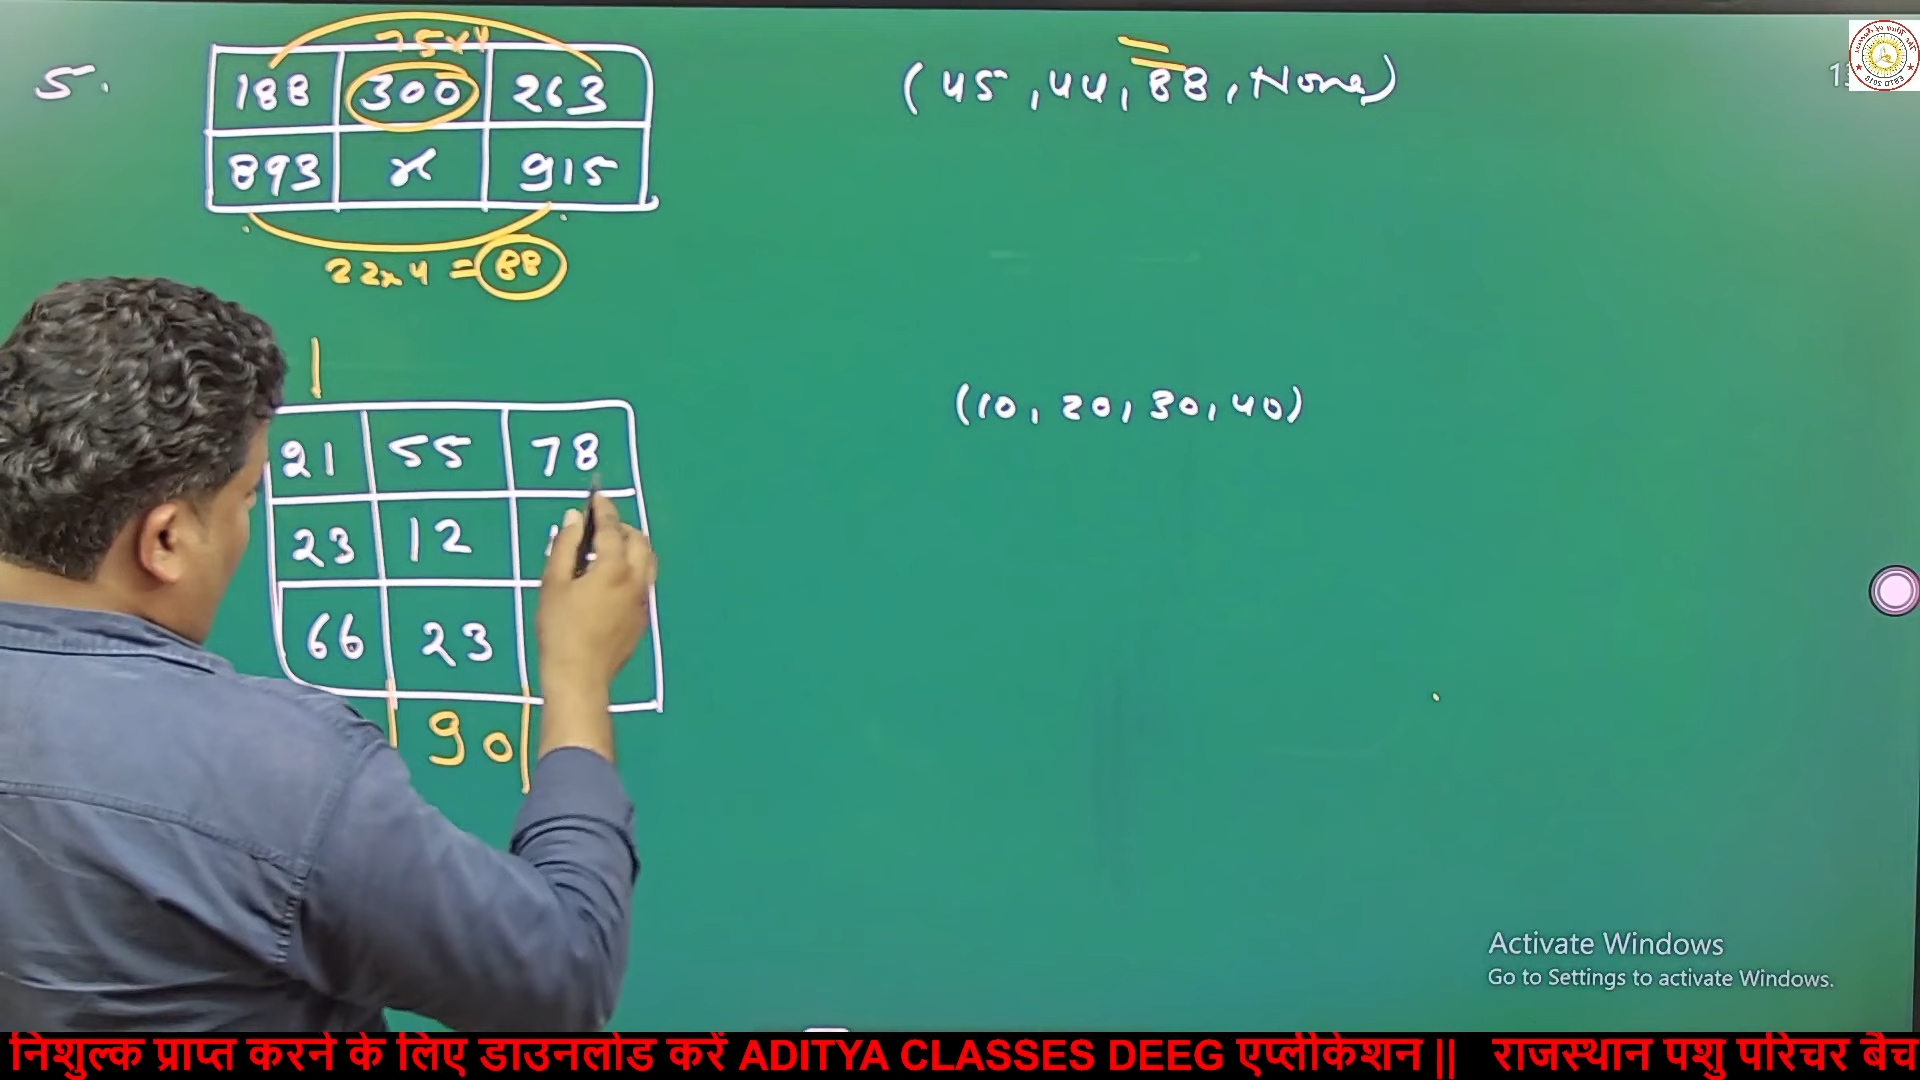 5.
75x4
188 300 263
893 x 915
22x4 = 88
(45, 44, 88, None)
21 55 78
23 12
66 23
90
(10, 20, 30, 40)
Activate Windows
Go to Settings to activate Windows.
निशुल्क प्राप्त करने के लिए डाउनलोड करें ADITYA CLASSES DEEG एप्लीकेशन || राजस्थान पशु परिचर बैच